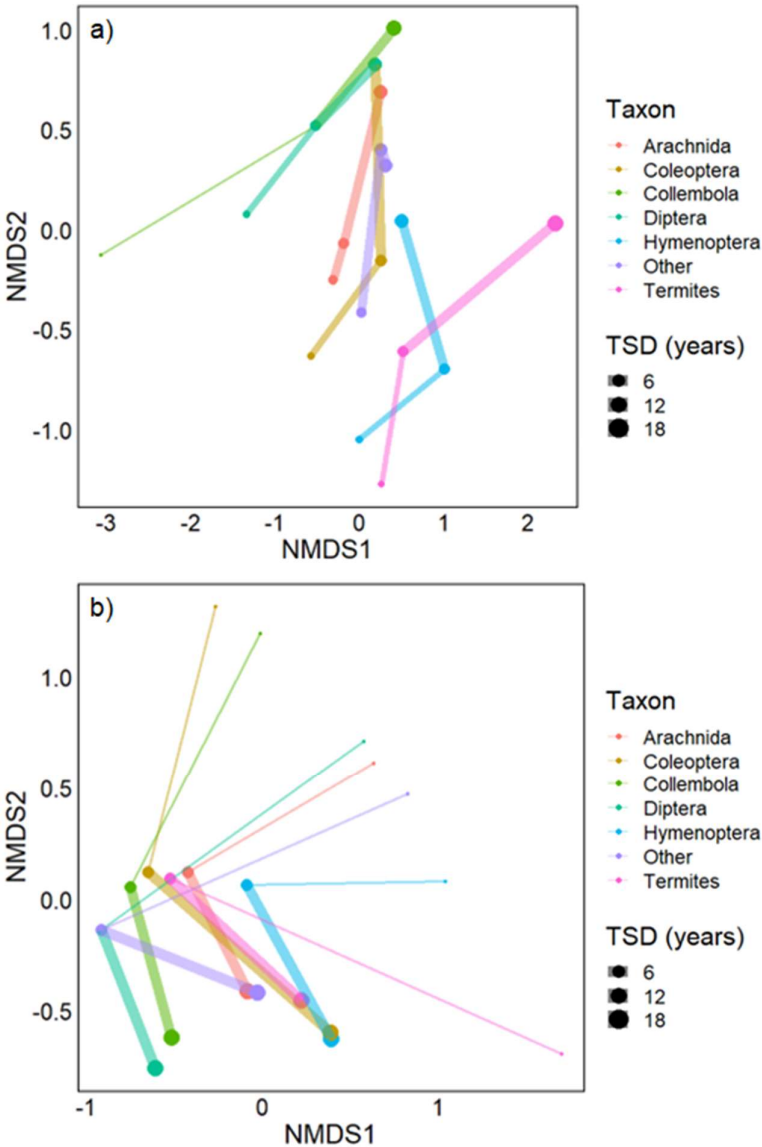 a)
1.0
0.5
0.0
-0.5
-1.0
NMDS2
-3
-2
-1
0
1
2
NMDS1
Taxon
Arachnida
Coleoptera
Collembola
Diptera
Hymenoptera
Other
Termites
TSD (years)
6
12
18
b)
1.0
0.5
0.0
-0.5
NMDS2
-1
0
1
NMDS1
Taxon
Arachnida
Coleoptera
Collembola
Diptera
Hymenoptera
Other
Termites
TSD (years)
6
12
18